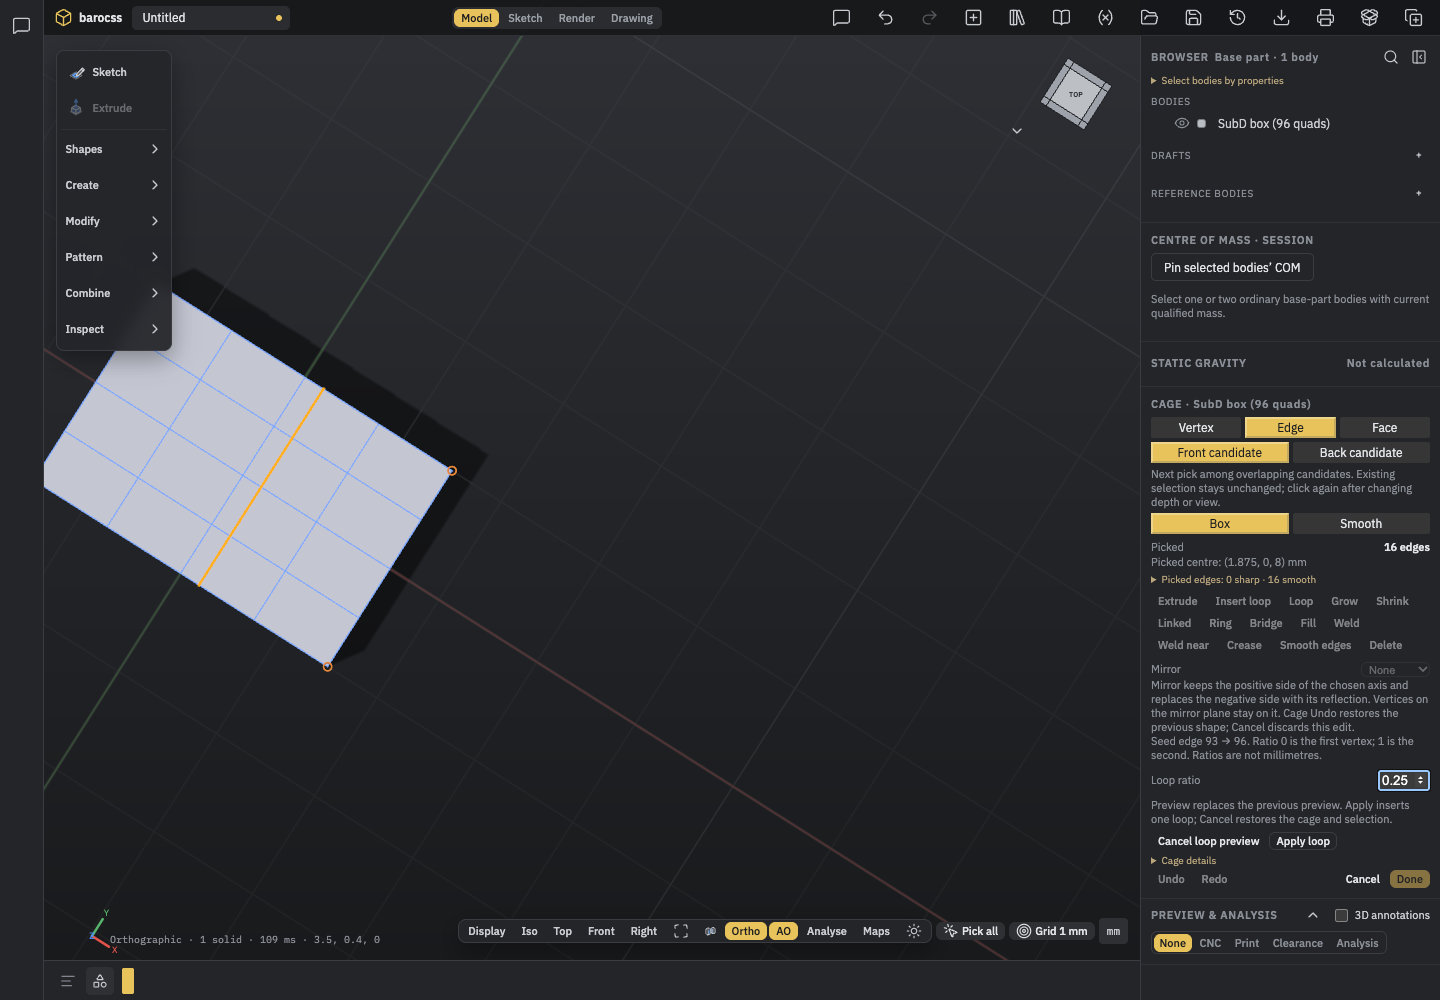 barocss
Untitled
Model
Sketch
Render
Drawing
Sketch
Extrude
Shapes
Create
Modify
Pattern
Combine
Inspect
TOP
BROWSER Base part · 1 body
Select bodies by properties
BODIES
SubD box (96 quads)
DRAFTS
REFERENCE BODIES
CENTRE OF MASS · SESSION
Pin selected bodies’ COM
Select one or two ordinary base-part bodies with current
qualified mass.
STATIC GRAVITY
Not calculated
CAGE · SubD box (96 quads)
Vertex
Edge
Face
Front candidate
Back candidate
Next pick among overlapping candidates. Existing
selection stays unchanged; click again after changing
depth or view.
Box
Smooth
Picked
16 edges
Picked centre: (1.875, 0, 8) mm
Picked edges: 0 sharp · 16 smooth
Extrude
Insert loop
Loop
Grow
Shrink
Linked
Ring
Bridge
Fill
Weld
Weld near
Crease
Smooth edges
Delete
Mirror
None
Mirror keeps the positive side of the chosen axis and
replaces the negative side with its reflection. Vertices on
the mirror plane stay on it. Cage Undo restores the
previous shape; Cancel discards this edit.
Seed edge 93 → 96. Ratio 0 is the first vertex; 1 is the
second. Ratios are not millimetres.
Loop ratio
0.25
Preview replaces the previous preview. Apply inserts
one loop; Cancel restores the cage and selection.
Cancel loop preview
Apply loop
Cage details
Undo
Redo
Cancel
Done
PREVIEW & ANALYSIS
3D annotations
None
CNC
Print
Clearance
Analysis
Y
X
Orthographic · 1 solid · 109 ms · 3.5, 0.4, 0
Display
Iso
Top
Front
Right
Ortho
AO
Analyse
Maps
Pick all
Grid 1 mm
mm